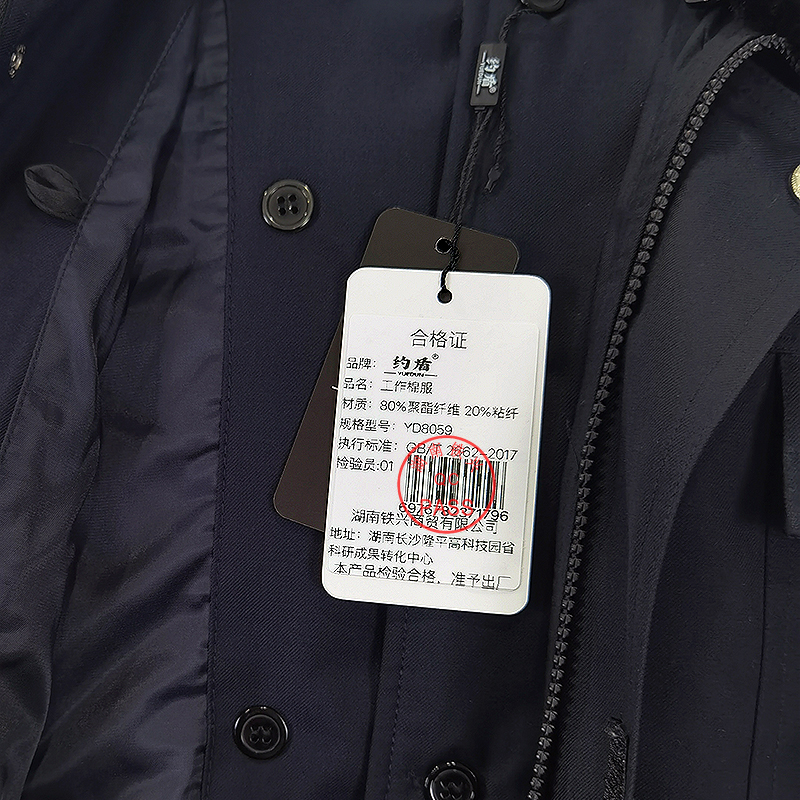 约盾®
合格证
品牌: 约盾®
YUEDUN
品名: 工作棉服
材质: 80%聚酯纤维 20%粘纤
规格型号: YD8059
执行标准: GB/T 2662-2017
检验员:01
QC
PASS
湖南铁兴商贸有限公司
地址: 湖南长沙隆平高科技园省
科研成果转化中心
本产品检验合格，准予出厂